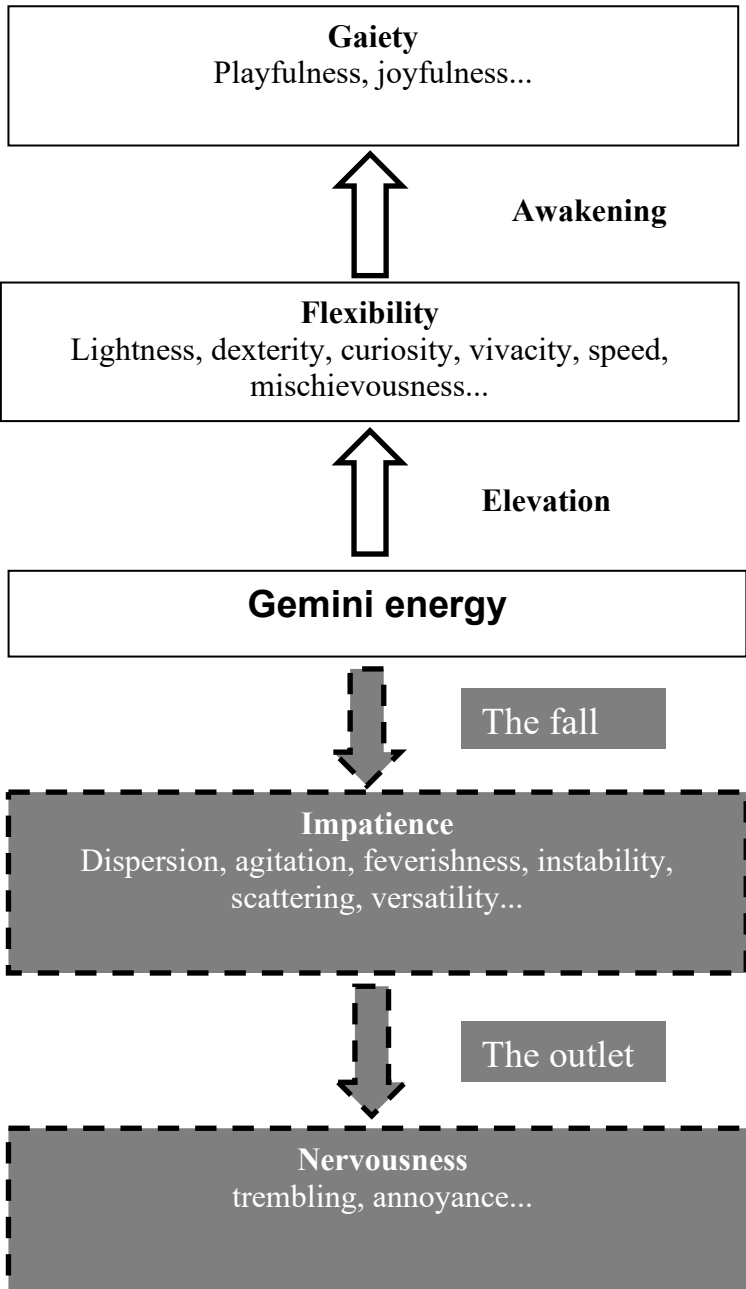 Gaiety
Playfulness, joyfulness...
Awakening
Flexibility
Lightness, dexterity, curiosity, vivacity, speed,
mischievousness...
Elevation
Gemini energy
The fall
Impatience
Dispersion, agitation, feverishness, instability,
scattering, versatility...
The outlet
Nervousness
trembling, annoyance...